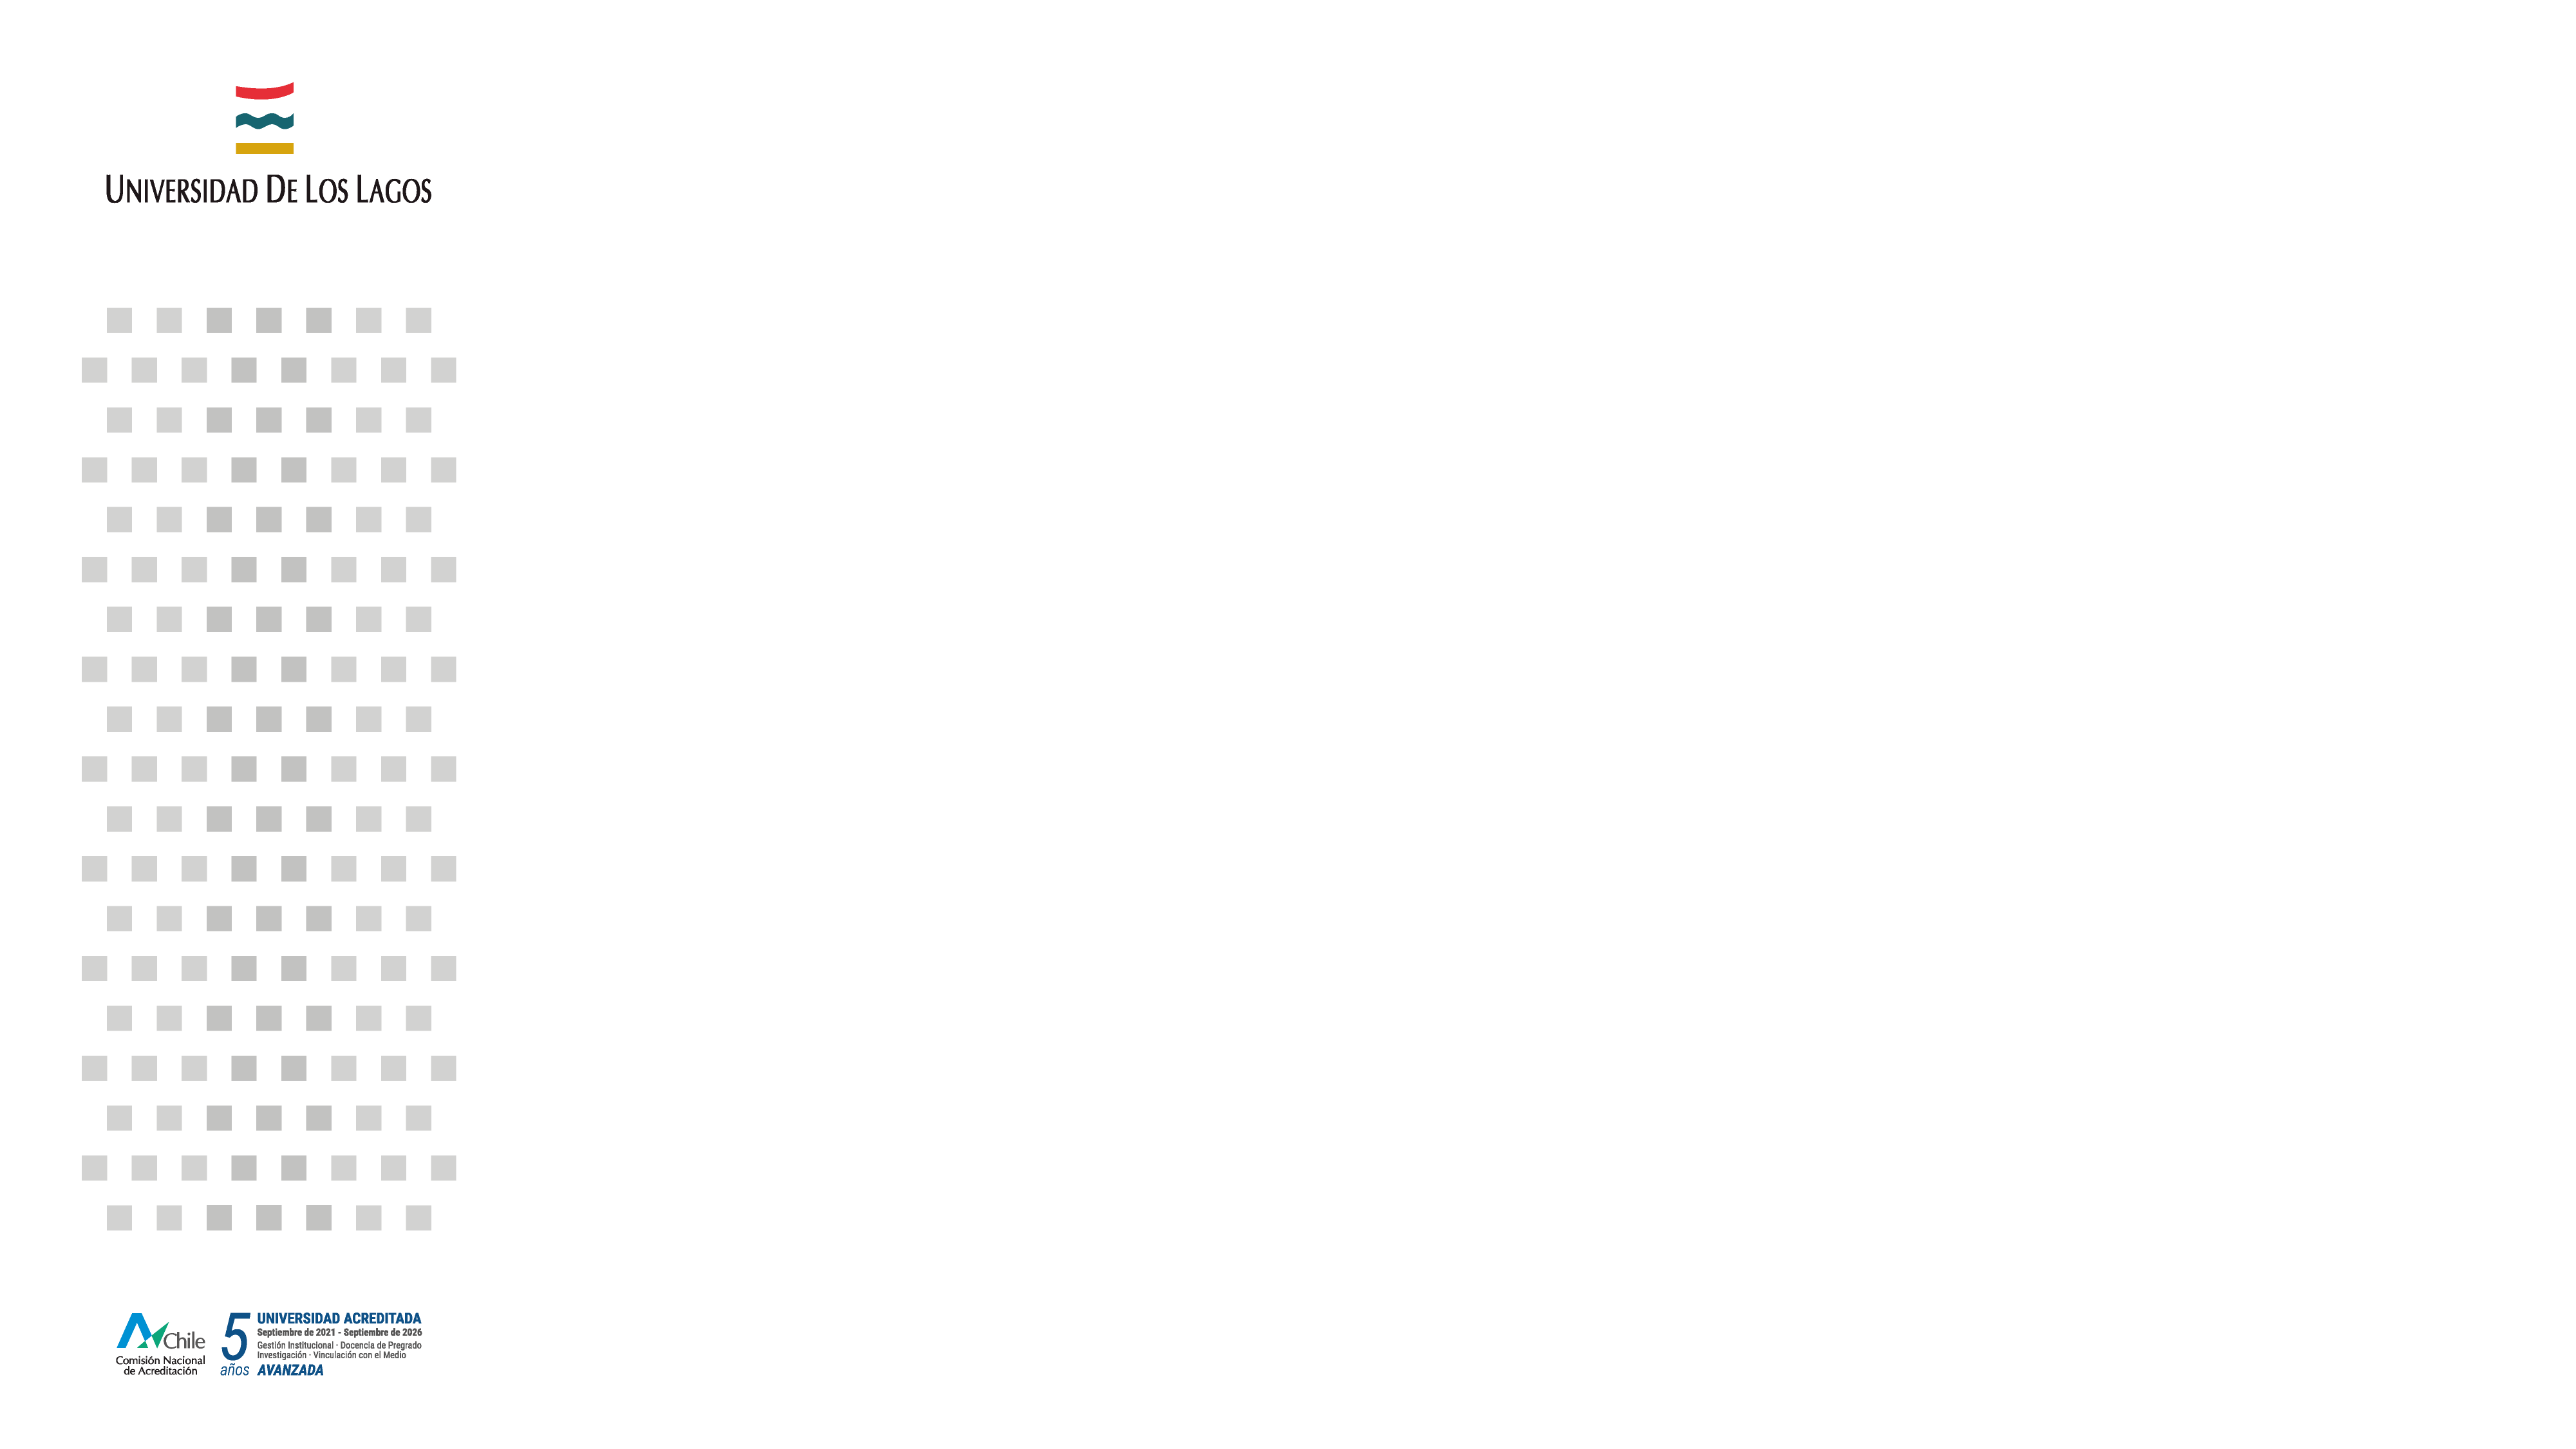 UNIVERSIDAD DE LOS LAGOS
Chile
Comisión Nacional
de Acreditación
5
años
UNIVERSIDAD ACREDITADA
Septiembre de 2021 - Septiembre de 2026
Gestión Institucional · Docencia de Pregrado
Investigación · Vinculación con el Medio
AVANZADA